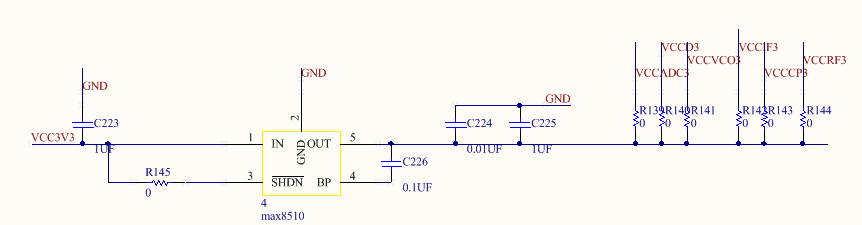 VCCIF3
VCCD3
VCCVCO3
VCCRF3
VCCADC3
VCCCP3
GND
GND
GND
2
C223
C224
C225
R139
R140
R141
R142
R143
R144
0
0
0
0
0
0
VCC3V3
1UF
1
IN
GND
OUT
5
0.01UF
1UF
C226
R145
0
3
SHDN
BP
4
0.1UF
4
max8510